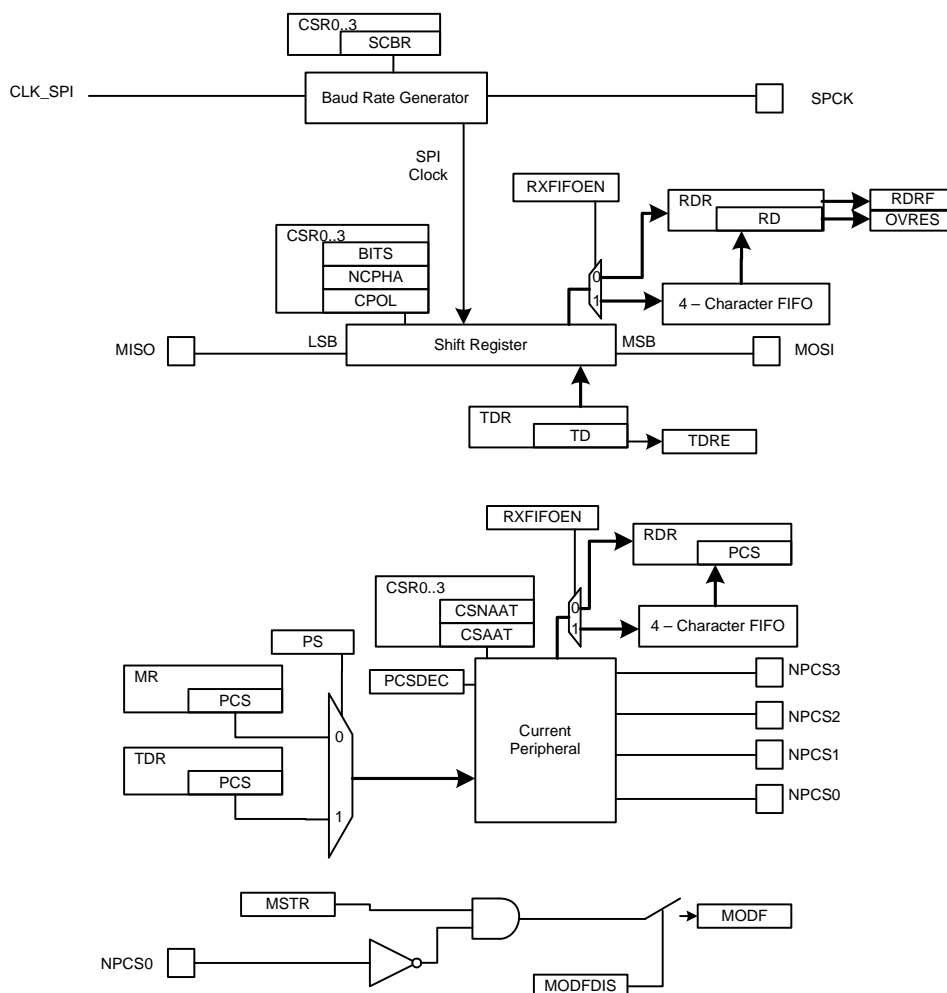 CSR0..3
SCBR
CLK_SPI
Baud Rate Generator
SPCK
SPI
Clock
RXFIFOEN
RDR
RD
RDRF
OVRES
CSR0..3
BITS
NCPHA
CPOL
0
1
4 – Character FIFO
MISO
LSB
Shift Register
MSB
MOSI
TDR
TD
TDRE
RXFIFOEN
RDR
PCS
CSR0..3
CSNAAT
CSAAT
0
1
4 – Character FIFO
PS
MR
PCS
PCSDEC
NPCS3
0
Current
Peripheral
NPCS2
TDR
PCS
NPCS1
1
NPCS0
MSTR
MODF
NPCS0
MODFDIS